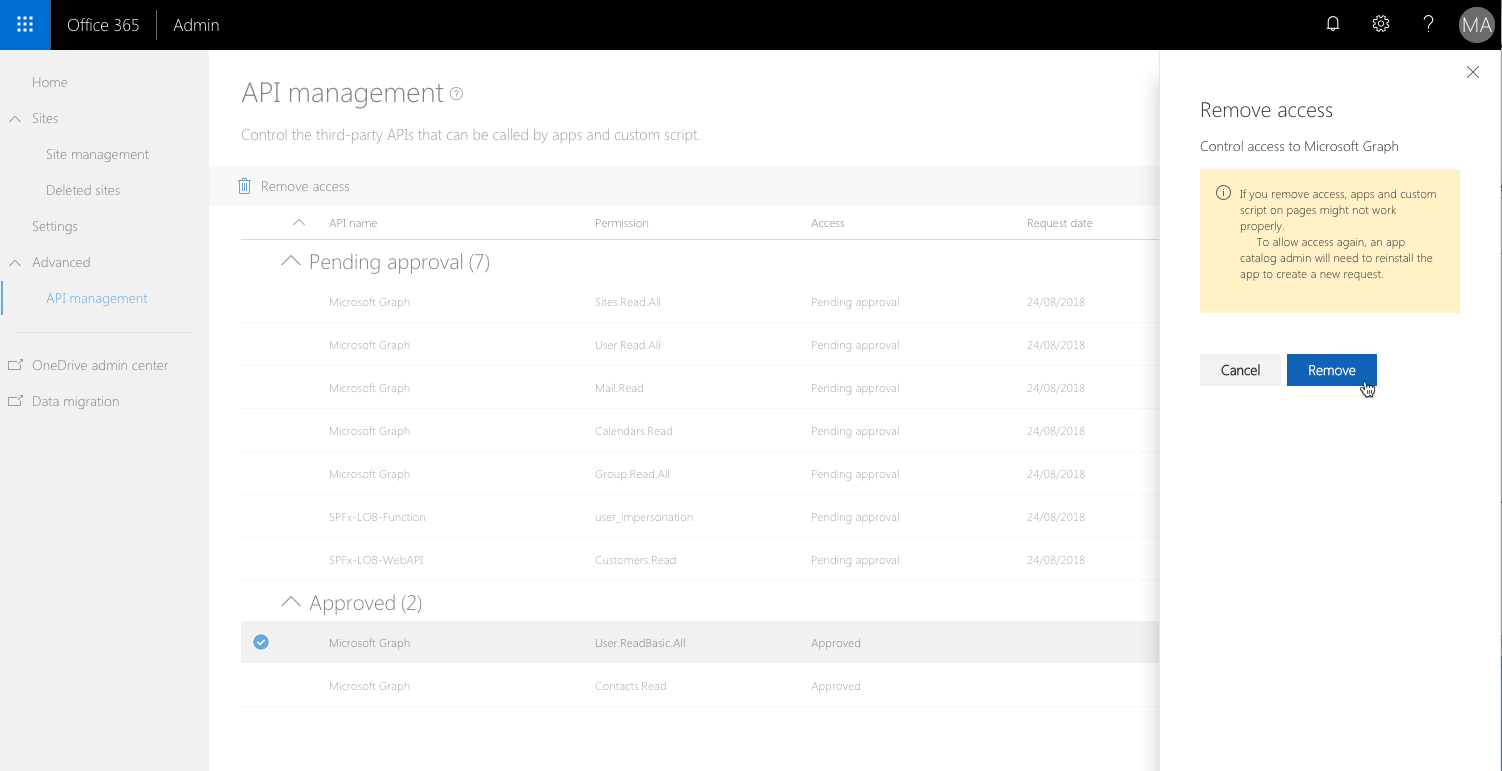 Office 365 Admin MA
Home
Sites
Site management
Deleted sites
Settings
Advanced
API management
OneDrive admin center
Data migration
API management
Control the third-party APIs that can be called by apps and custom script.
Remove access
API name Permission Access Request date
Pending approval (7)
Microsoft Graph Sites.Read.All Pending approval 24/08/2018
Microsoft Graph User.Read.All Pending approval 24/08/2018
Microsoft Graph Mail.Read Pending approval 24/08/2018
Microsoft Graph Calendars.Read Pending approval 24/08/2018
Microsoft Graph Group.Read.All Pending approval 24/08/2018
SPFx-LOB-Function user_impersonation Pending approval 24/08/2018
SPFx-LOB-WebAPI Customers.Read Pending approval 24/08/2018
Approved (2)
Microsoft Graph User.ReadBasic.All Approved
Microsoft Graph Contacts.Read Approved
Remove access
Control access to Microsoft Graph
If you remove access, apps and custom
script on pages might not work
properly.
To allow access again, an app
catalog admin will need to reinstall the
app to create a new request.
Cancel Remove